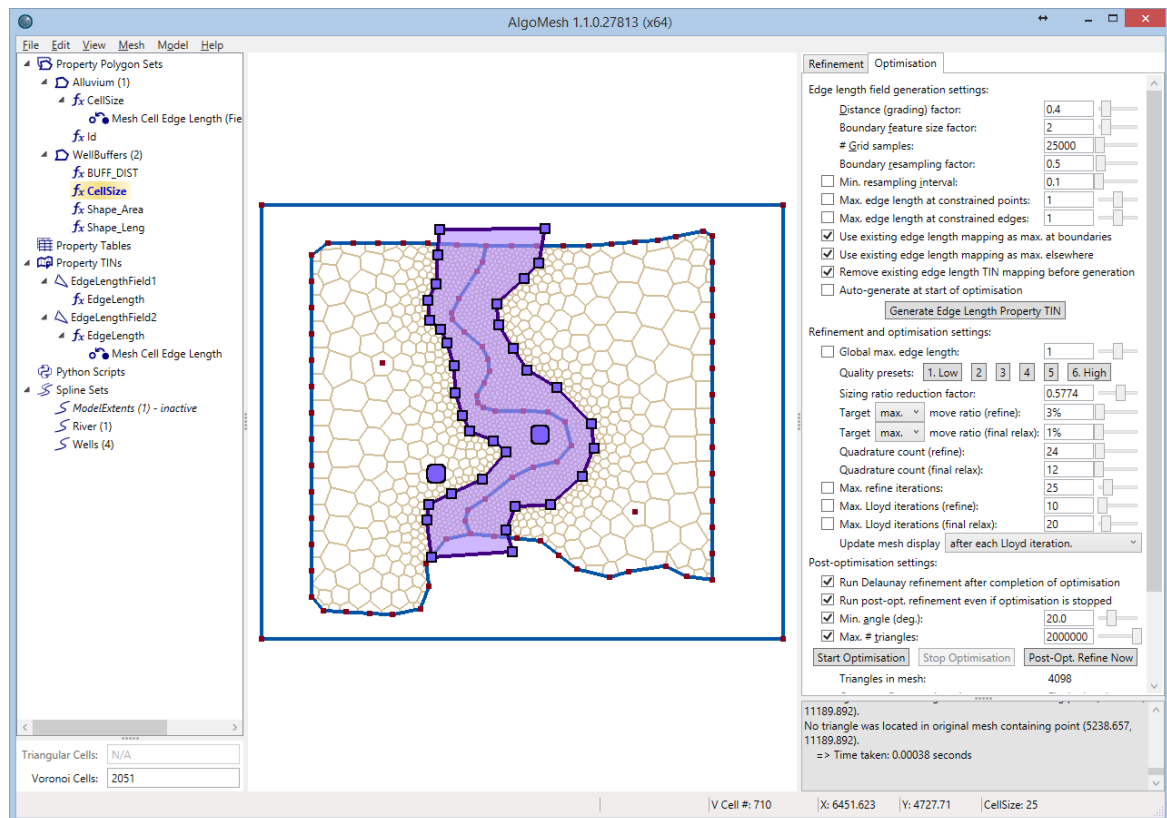 AlgoMesh 1.1.0.27813 (x64)
File Edit View Mesh Model Help
Property Polygon Sets
Alluvium (1)
fx CellSize
Mesh Cell Edge Length (Fie
fx Id
WellBuffers (2)
fx BUFF_DIST
fx CellSize
fx Shape_Area
fx Shape_Leng
Property Tables
Property TINs
EdgeLengthField1
fx EdgeLength
EdgeLengthField2
fx EdgeLength
Mesh Cell Edge Length
Python Scripts
Spline Sets
ModelExtents (1) - inactive
River (1)
Wells (4)
Triangular Cells: N/A
Voronoi Cells: 2051
Refinement Optimisation
Edge length field generation settings:
Distance (grading) factor: 0.4
Boundary feature size factor: 2
# Grid samples: 25000
Boundary resampling factor: 0.5
Min. resampling interval: 0.1
Max. edge length at constrained points: 1
Max. edge length at constrained edges: 1
Use existing edge length mapping as max. at boundaries
Use existing edge length mapping as max. elsewhere
Remove existing edge length TIN mapping before generation
Auto-generate at start of optimisation
Generate Edge Length Property TIN
Refinement and optimisation settings:
Global max. edge length: 1
Quality presets: 1. Low 2 3 4 5 6. High
Sizing ratio reduction factor: 0.5774
Target max. move ratio (refine): 3%
Target max. move ratio (final relax): 1%
Quadrature count (refine): 24
Quadrature count (final relax): 12
Max. refine iterations: 25
Max. Lloyd iterations (refine): 10
Max. Lloyd iterations (final relax): 20
Update mesh display after each Lloyd iteration.
Post-optimisation settings:
Run Delaunay refinement after completion of optimisation
Run post-opt. refinement even if optimisation is stopped
Min. angle (deg.): 20.0
Max. # triangles: 2000000
Start Optimisation Stop Optimisation Post-Opt. Refine Now
Triangles in mesh: 4098
11189.892).
No triangle was located in original mesh containing point (5238.657,
11189.892).
=> Time taken: 0.00038 seconds
V Cell #: 710 X: 6451.623 Y: 4727.71 CellSize: 25